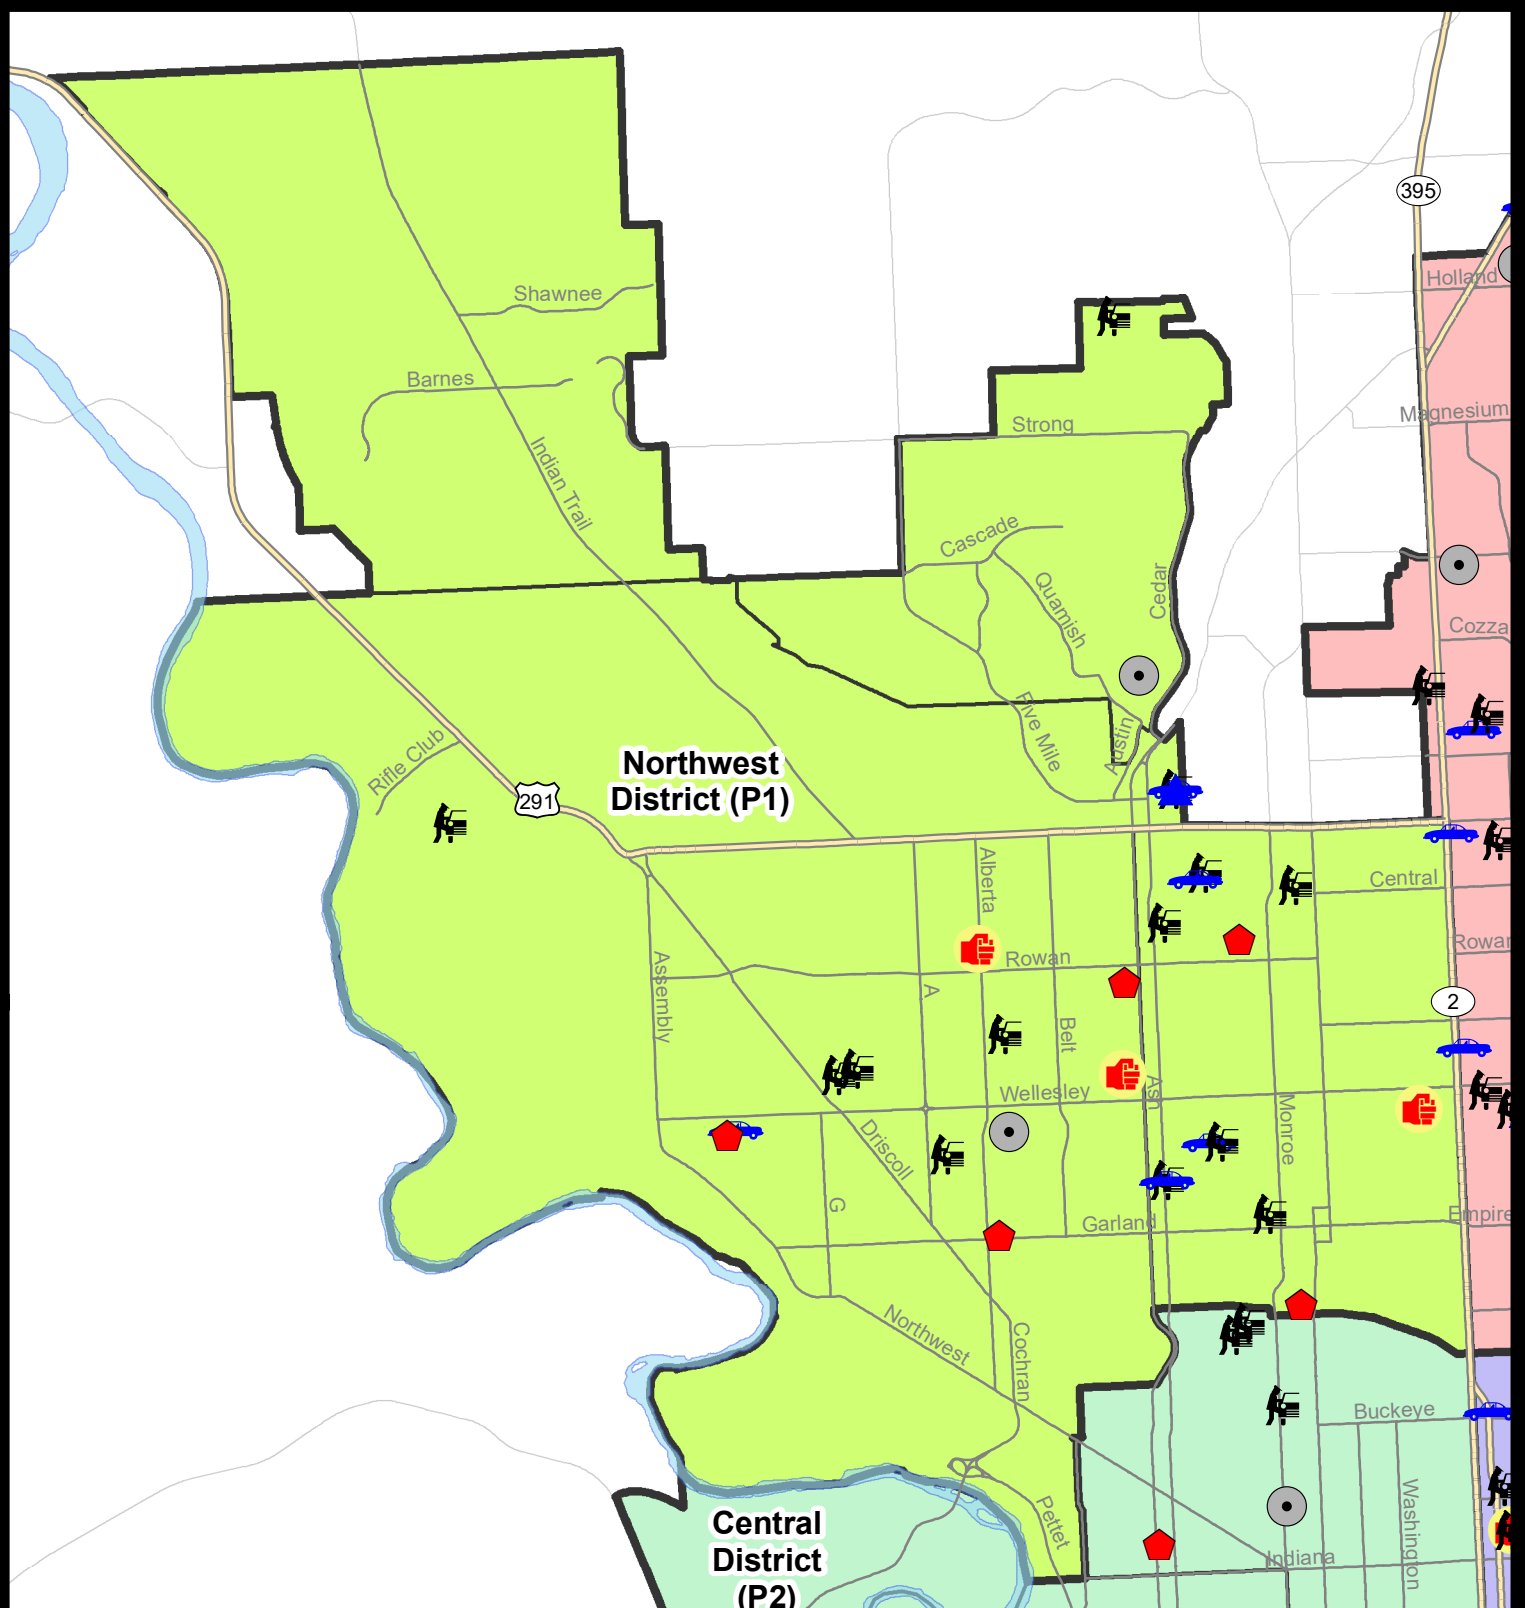 395
Holland
Shawnee
Barnes
Magnesium
Strong
Indian Trail
Cascade
Quamish
Cedar
Cozza
Five Mile
Austin
Rifle Club
Northwest
District (P1)
291
Alberta
Central
Rowan
Rowan
Assembly
A
2
Belt
Wellesley
Ash
Monroe
Driscoll
G
Garland
Empire
Northwest
Cochran
Buckeye
Washington
Pettet
Central
District
(P2)
Indiana